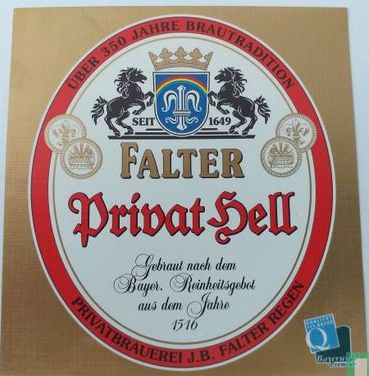 ÜBER 350 JAHRE BRAUTRADITION
SEIT 1649
FALTER
Privat Hell
Gebraut nach dem
Bayer. Reinheitsgebot
aus dem Jahre
1516
PRIVATBRAUEREI J.B. FALTER REGEN
Bayern